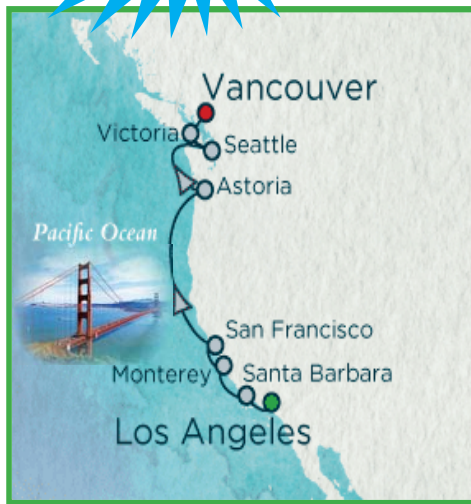 Vancouver
Victoria
Seattle
Astoria
Pacific Ocean
San Francisco
Monterey
Santa Barbara
Los Angeles